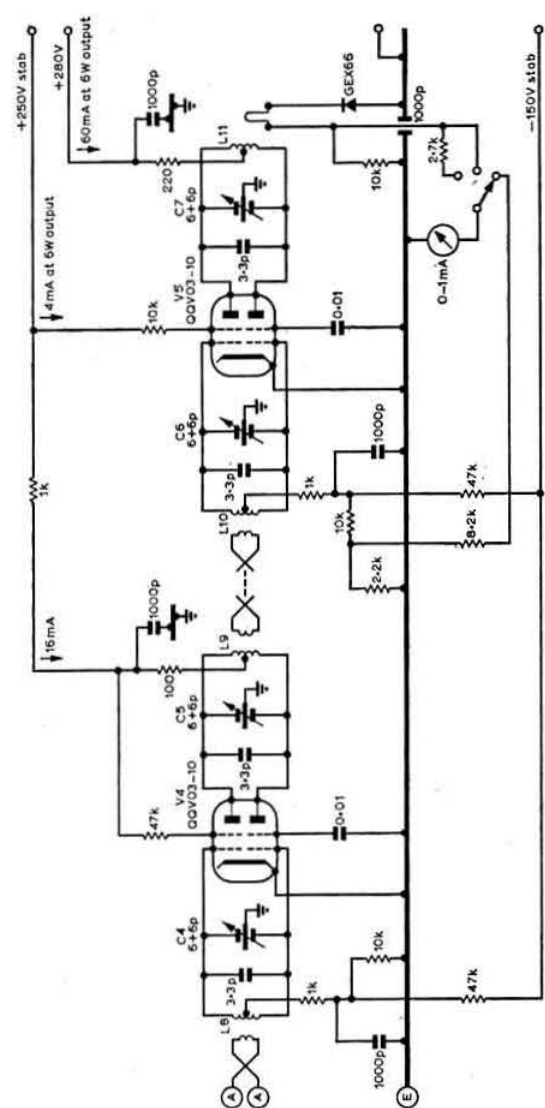 +250V stab
+280V
60mA at 6W output
1000p
220
L11
C7
6+6p
3·3p
4mA at 6W output
10k
V5
QQV03-10
0·01
C6
6+6p
3·3p
L10
1k
1k
1000p
10k
47k
2·2k
8·2k
GEX66
1000p
10k
2·7k
0-1mA
-150V stab
16mA
1000p
100
L9
C5
6+6p
3·3p
47k
V4
QQV03-10
0·01
C4
6+6p
3·3p
L8
1k
10k
47k
1000p
A
A
E